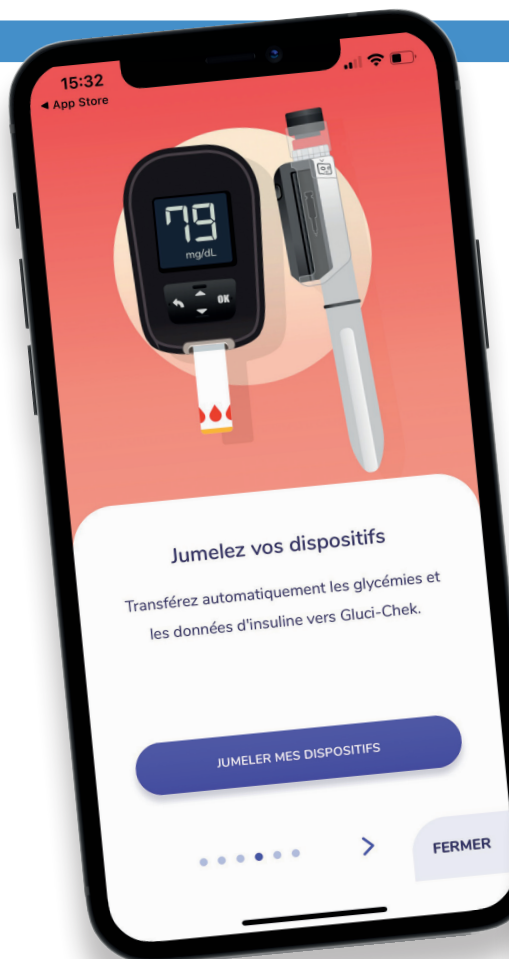 15:32
◀ App Store
79
mg/dL
OK
Jumelez vos dispositifs
Transférez automatiquement les glycémies et
les données d'insuline vers Gluci-Chek.
JUMELER MES DISPOSITIFS
FERMER